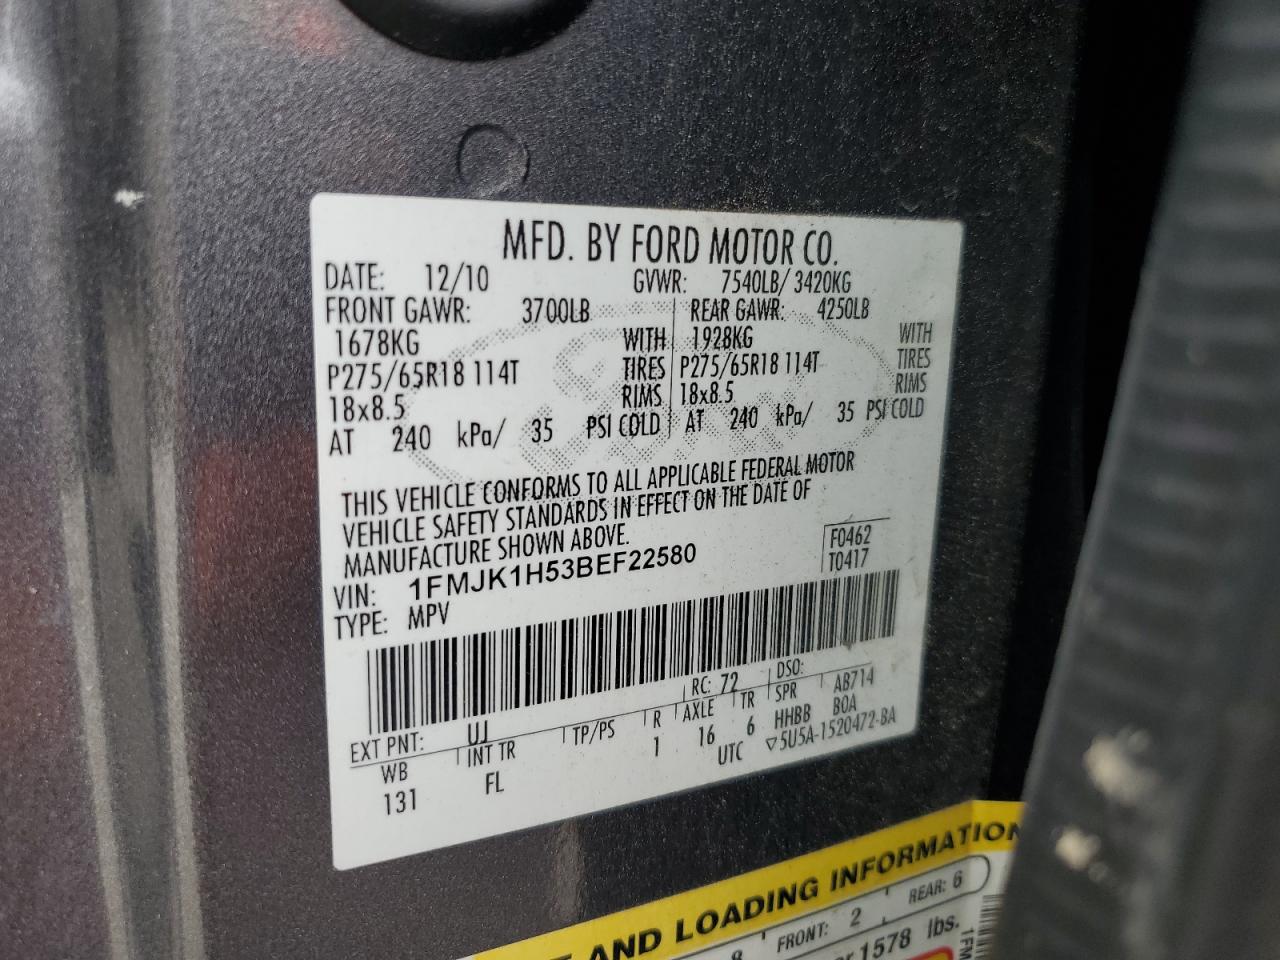 MFD. BY FORD MOTOR CO.
DATE: 12/10 GVWR: 7540LB/ 3420KG
FRONT GAWR: 3700LB REAR GAWR: 4250LB
1678KG WITH 1928KG WITH
P275/65R18 114T TIRES P275/65R18 114T TIRES
18x8.5 RIMS 18x8.5 RIMS
AT 240 kPa/ 35 PSI COLD AT 240 kPa/ 35 PSI COLD
THIS VEHICLE CONFORMS TO ALL APPLICABLE FEDERAL MOTOR
VEHICLE SAFETY STANDARDS IN EFFECT ON THE DATE OF
MANUFACTURE SHOWN ABOVE.
F0462
VIN: 1FMJK1H53BEF22580
T0417
TYPE: MPV
EXT PNT: UJ RC: 72 DSO:
WB INT TR TP/PS R AXLE TR SPR AB714
131 FL 1 16 6 HHBB BOA
UTC ▽5U5A-1520472-BA
AND LOADING INFORMATION
8 FRONT: 2 REAR: 6
1578 lbs.
1FM